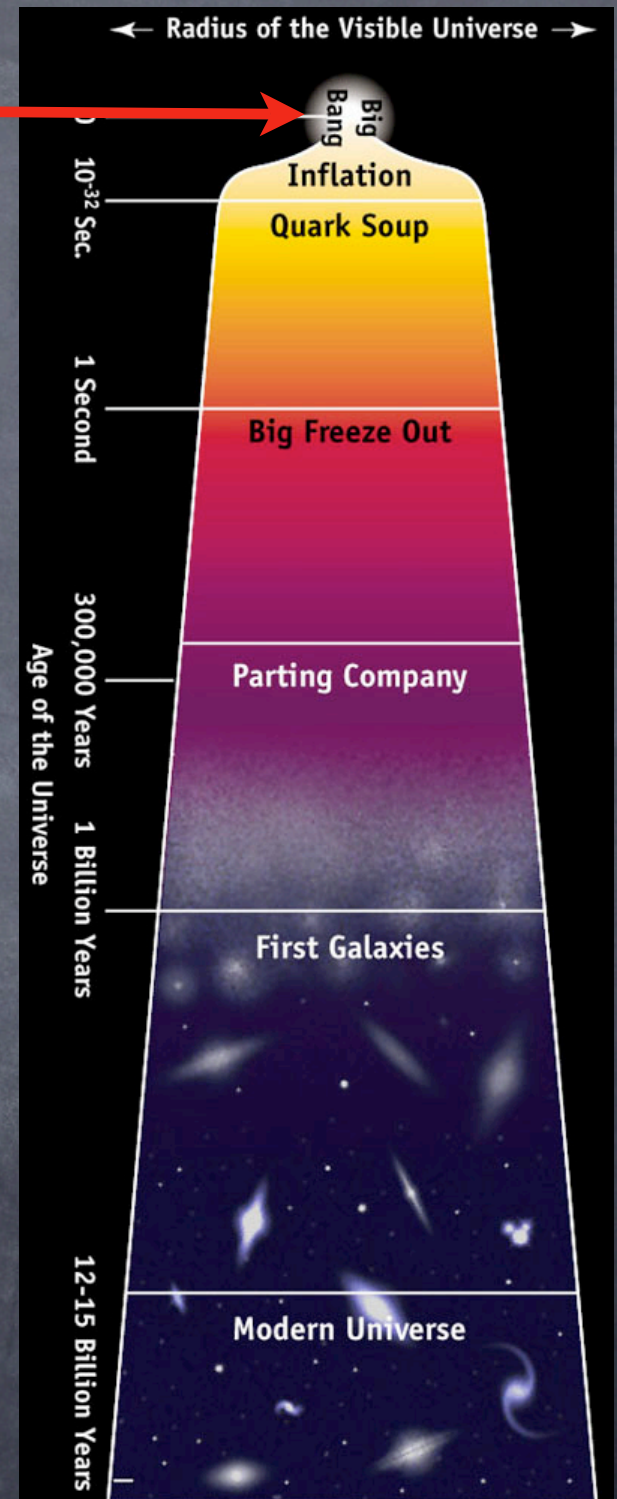 Radius of the Visible Universe
Big
Bang
0
Inflation
10-32 Sec.
Quark Soup
1 Second
Big Freeze Out
300,000 Years
Parting Company
Age of the Universe
1 Billion Years
First Galaxies
12-15 Billion Years
Modern Universe